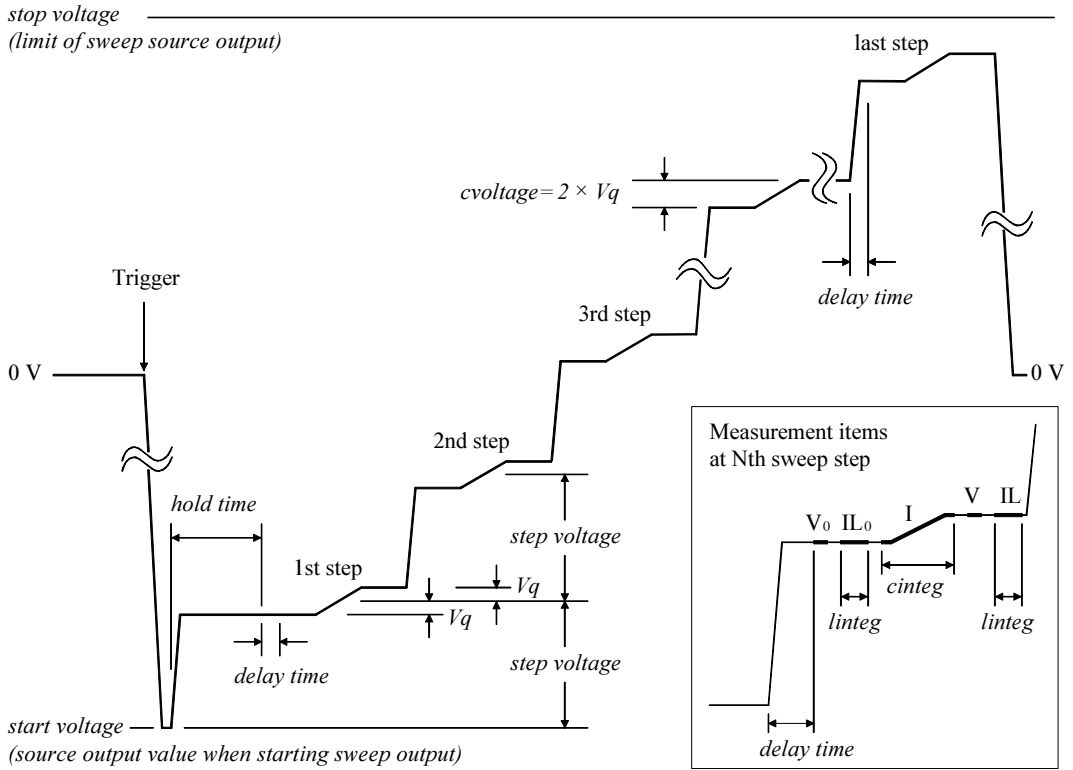 stop voltage
(limit of sweep source output)
last step
cvoltage = 2 × Vq
delay time
Trigger
3rd step
0 V
0 V
2nd step
hold time
step voltage
1st step
Vq
Vq
delay time
step voltage
start voltage
(source output value when starting sweep output)
Measurement items
at Nth sweep step
V0 IL0 I V IL
cinteg
linteg
linteg
delay time